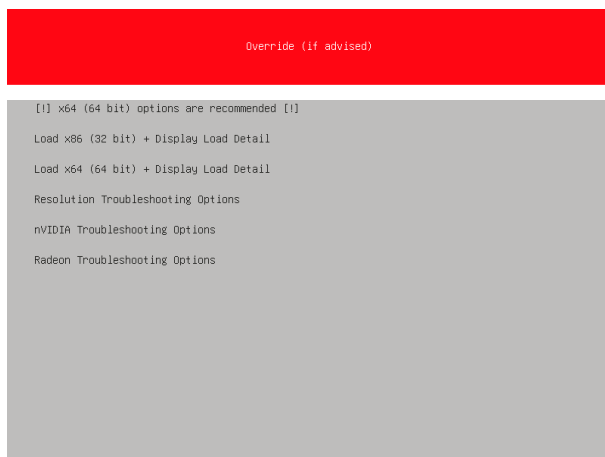 Override (if advised)
[!] x64 (64 bit) options are recommended [!]
Load x86 (32 bit) + Display Load Detail
Load x64 (64 bit) + Display Load Detail
Resolution Troubleshooting Options
nVIDIA Troubleshooting Options
Radeon Troubleshooting Options